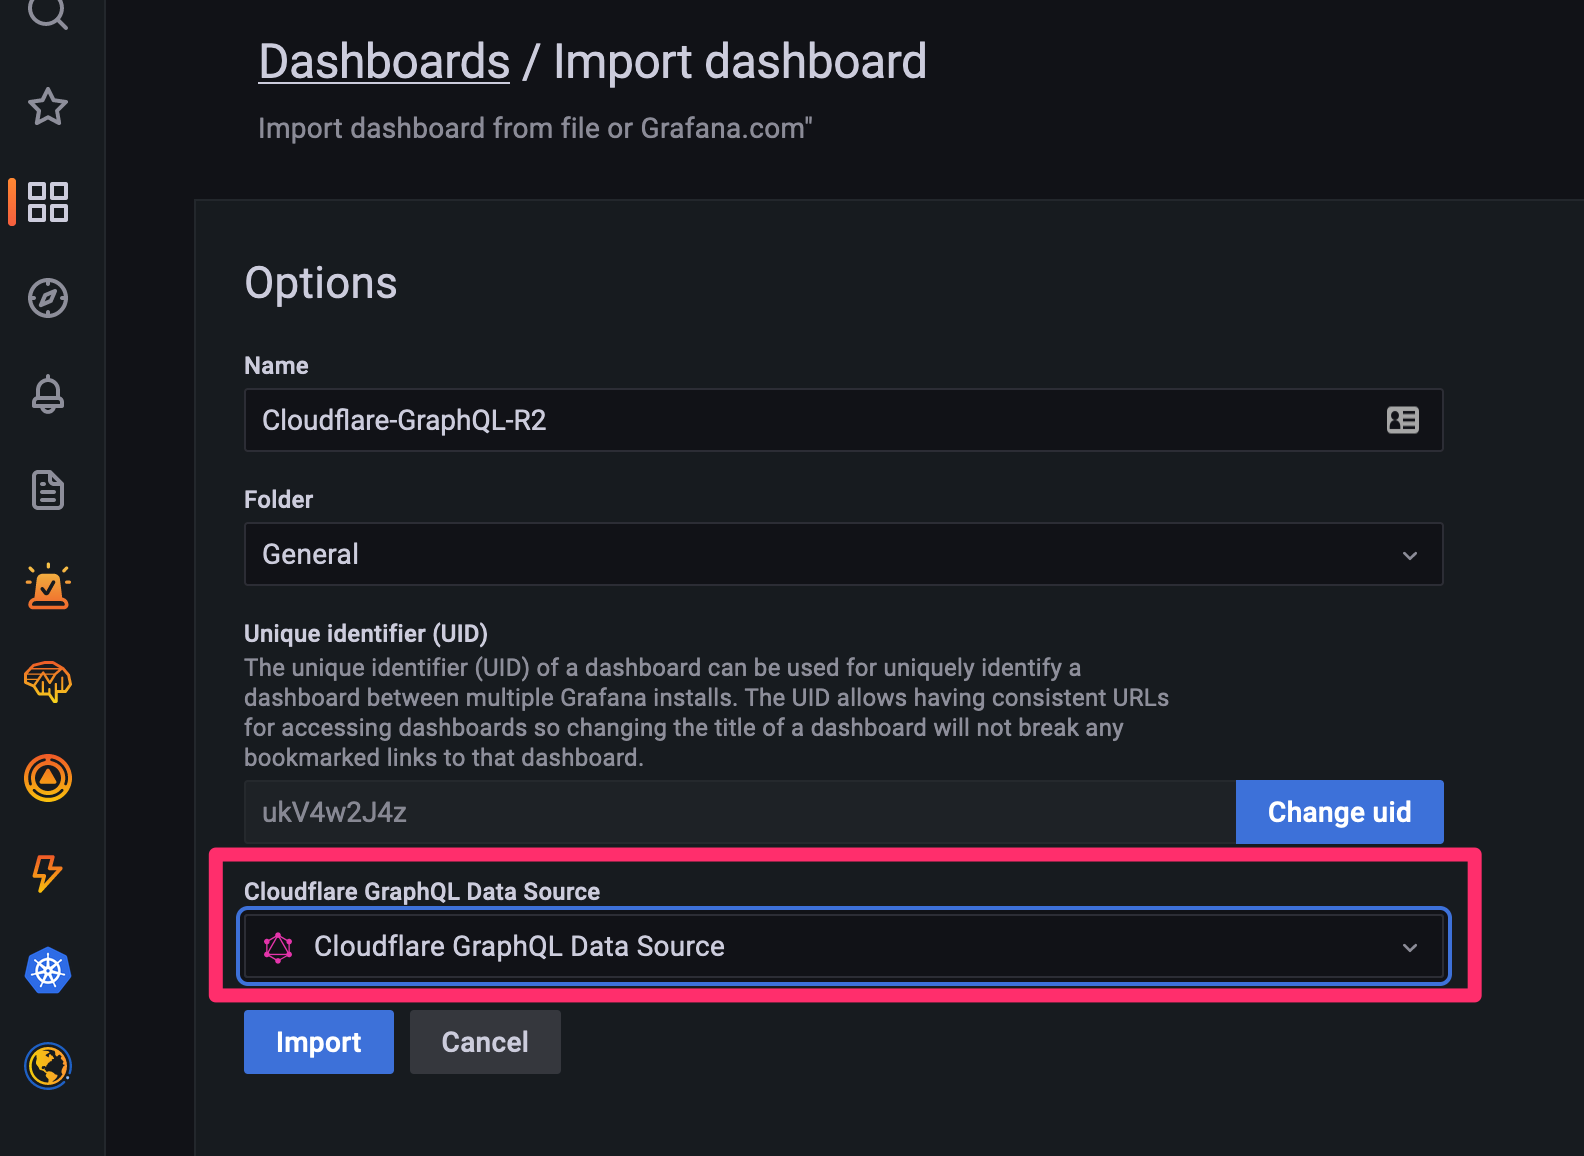 Dashboards / Import dashboard
Import dashboard from file or Grafana.com"
Options
Name
Cloudflare-GraphQL-R2
Folder
General
Unique identifier (UID)
The unique identifier (UID) of a dashboard can be used for uniquely identify a
dashboard between multiple Grafana installs. The UID allows having consistent URLs
for accessing dashboards so changing the title of a dashboard will not break any
bookmarked links to that dashboard.
ukV4w2J4z
Change uid
Cloudflare GraphQL Data Source
Cloudflare GraphQL Data Source
Import
Cancel